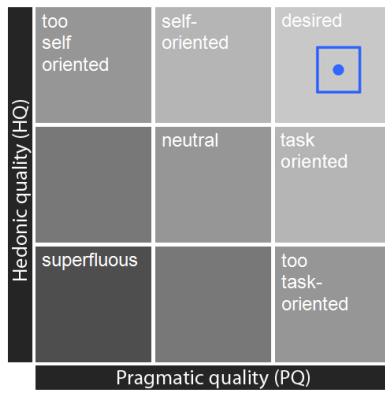 too
self
oriented
self-
oriented
desired
neutral
task
oriented
superfluous
too
task-
oriented
Hedonic quality (HQ)
Pragmatic quality (PQ)